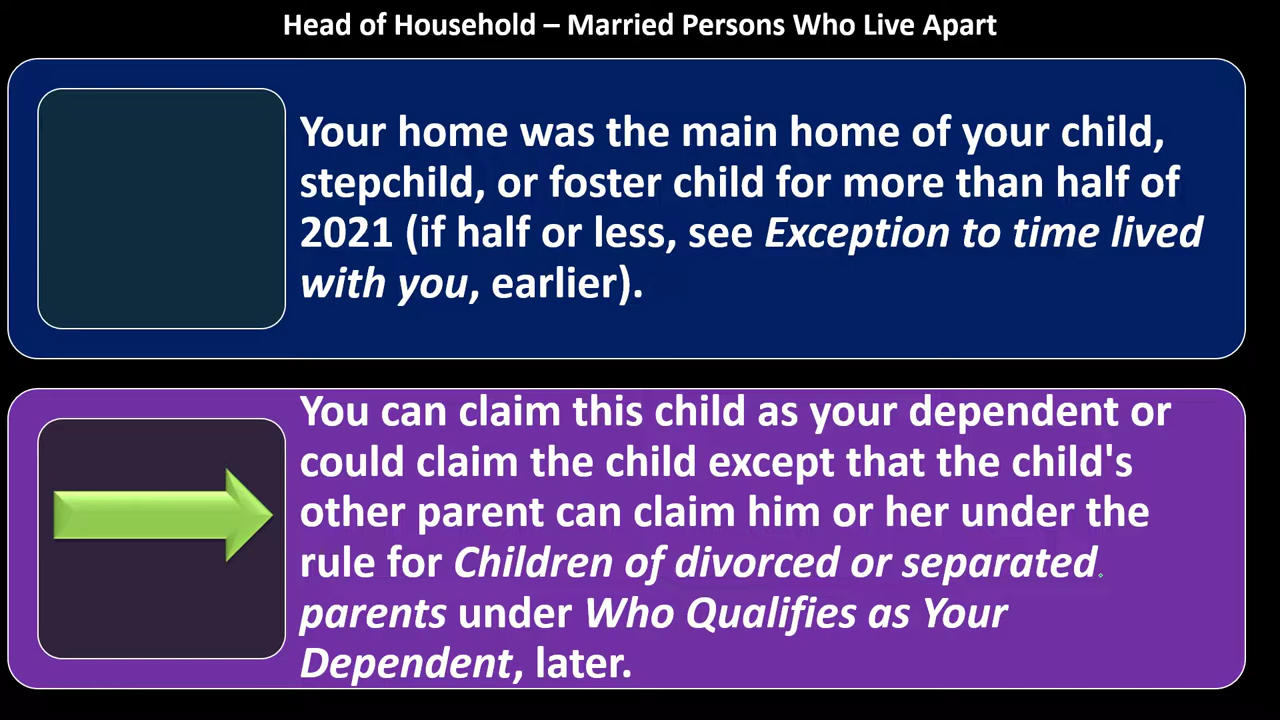 Head of Household – Married Persons Who Live Apart
Your home was the main home of your child,
stepchild, or foster child for more than half of
2021 (if half or less, see Exception to time lived
with you, earlier).
You can claim this child as your dependent or
could claim the child except that the child's
other parent can claim him or her under the
rule for Children of divorced or separated
parents under Who Qualifies as Your
Dependent, later.